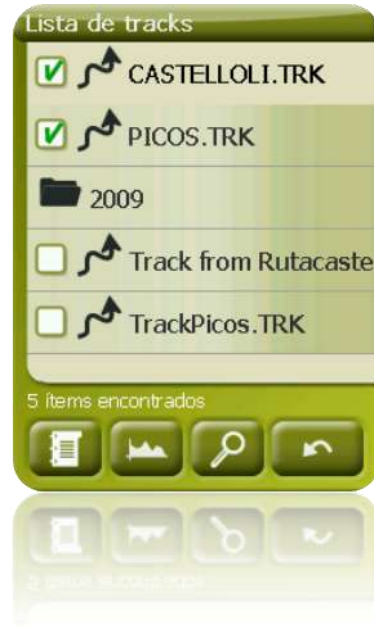 Lista de tracks
CASTELLOLI.TRK
PICOS.TRK
2009
Track from Rutacaste
TrackPicos.TRK
5 ítems encontrados